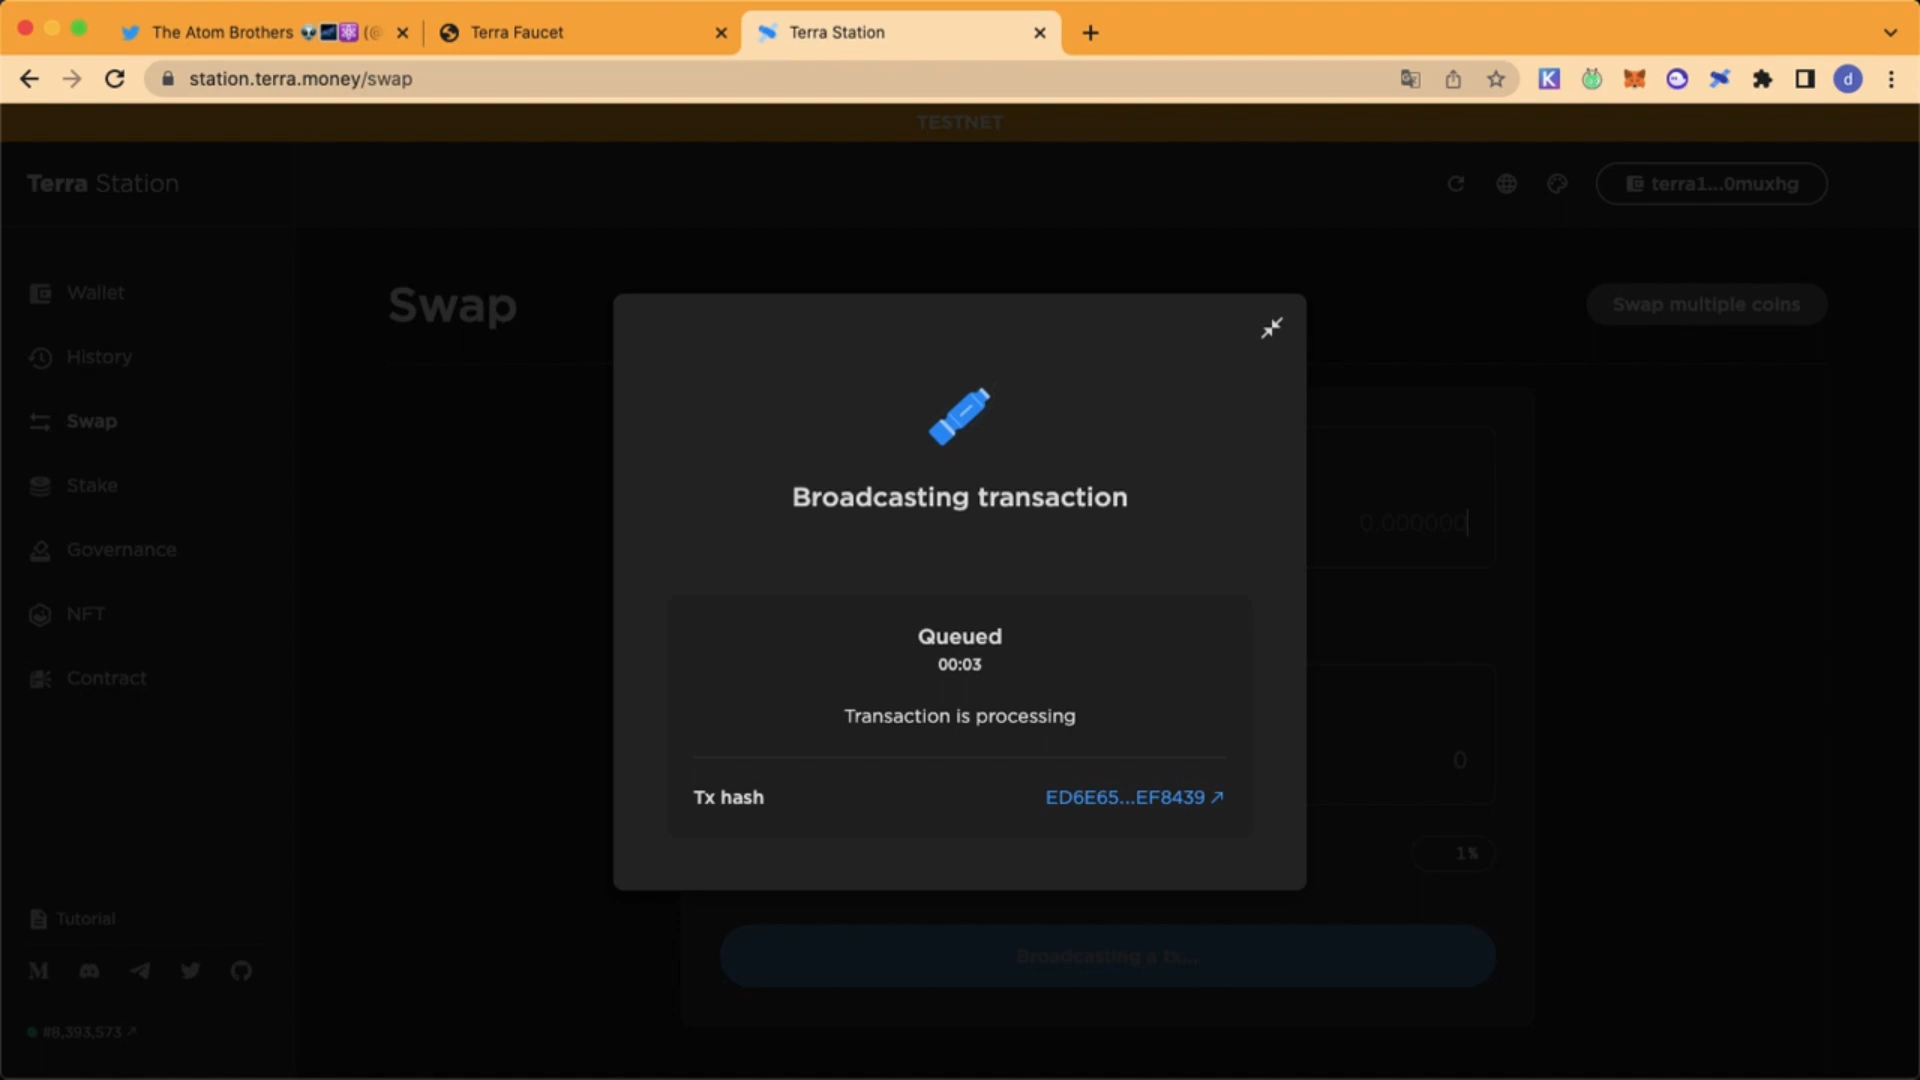 The Atom Brothers 👽🌌⚛️ (@
Terra Faucet
Terra Station
station.terra.money/swap
K
d
TESTNET
Terra Station
terra1...0muxhg
Wallet
History
Swap
Stake
Governance
NFT
Contract
Swap
Swap multiple coins
Broadcasting transaction
0.000000
Queued
00:03
Transaction is processing
0
Tx hash
ED6E65...EF8439 ↗
1%
Broadcasting a tx...
Tutorial
M
#8,393,573 ↗